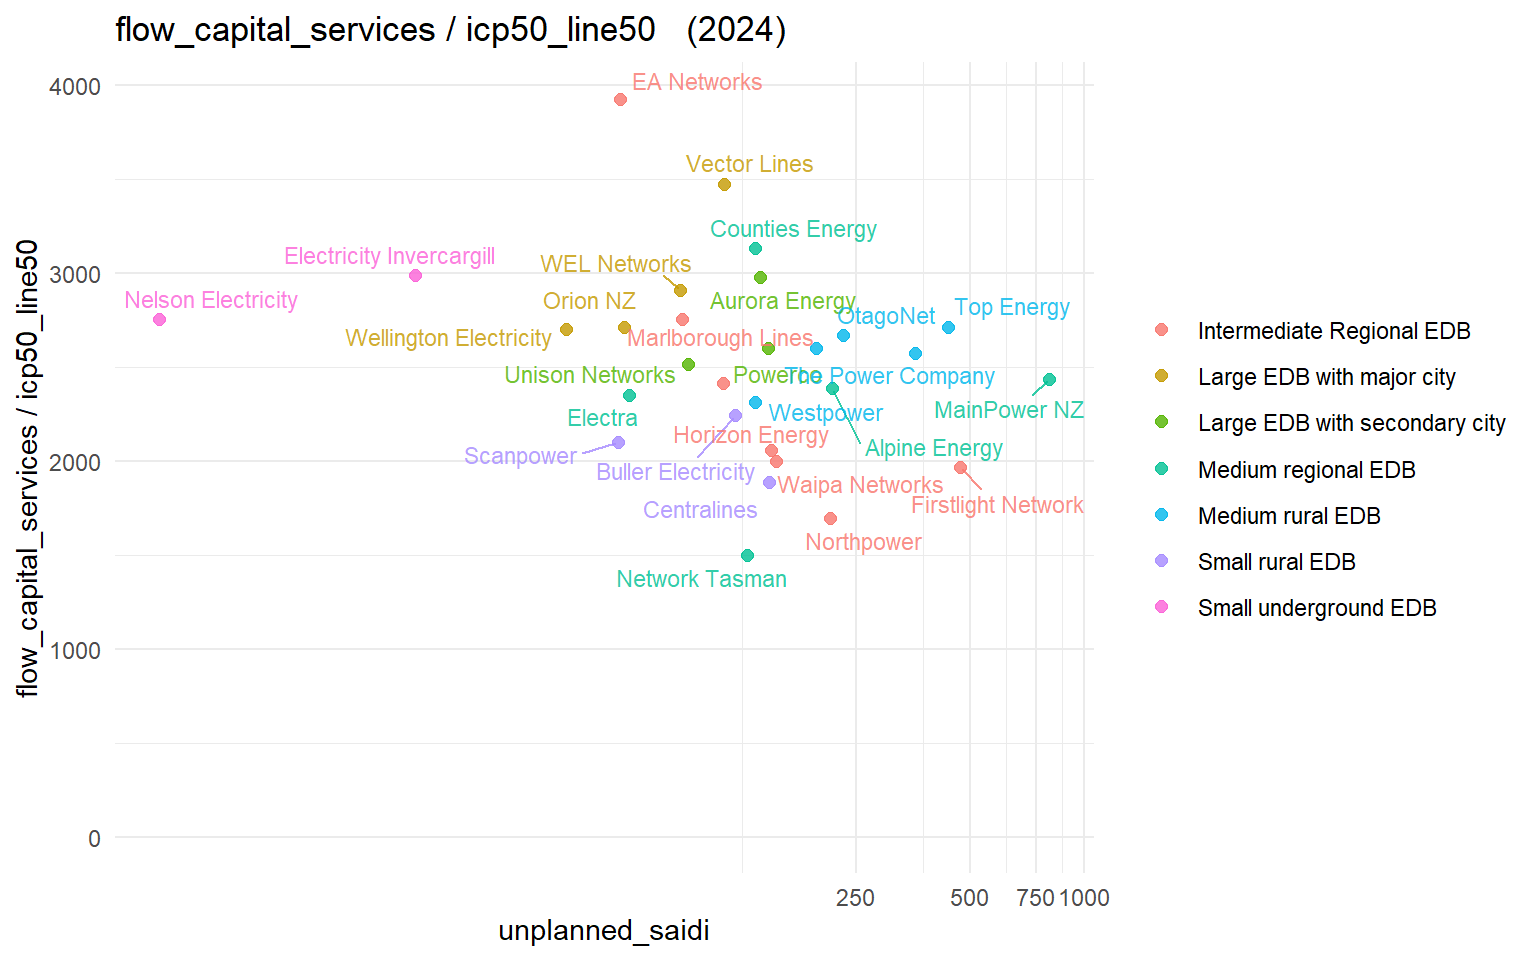 flow_capital_services / icp50_line50   (2024)
flow_capital_services / icp50_line50
4000
3000
2000
1000
0
EA Networks
Vector Lines
Counties Energy
Electricity Invercargill
WEL Networks
Nelson Electricity
Orion NZ
Aurora Energy
Top Energy
OtagoNet
Wellington Electricity
Marlborough Lines
Unison Networks
Powerco
The Power Company
MainPower NZ
Electra
Westpower
Horizon Energy
Alpine Energy
Scanpower
Buller Electricity
Waipa Networks
Firstlight Network
Centralines
Northpower
Network Tasman
250
500
750
1000
unplanned_saidi
Intermediate Regional EDB
Large EDB with major city
Large EDB with secondary city
Medium regional EDB
Medium rural EDB
Small rural EDB
Small underground EDB